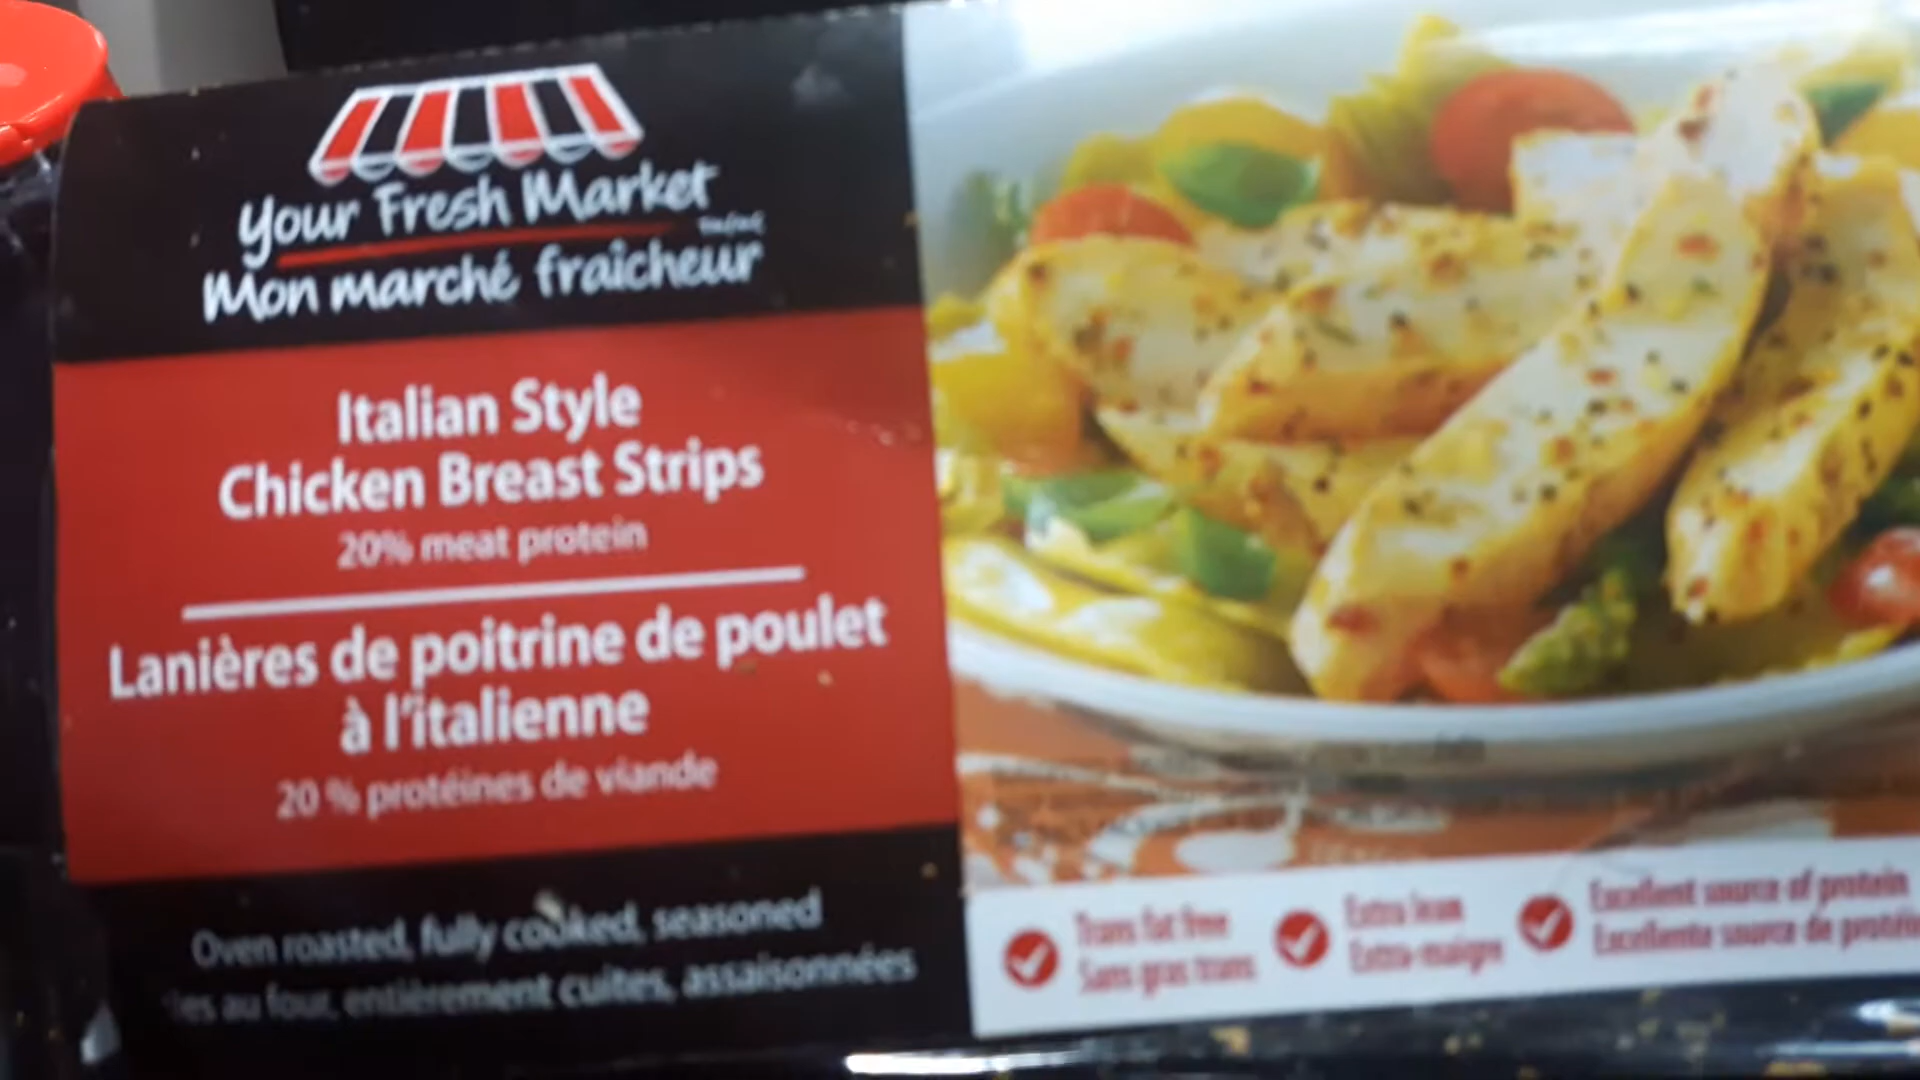 Your Fresh Market
Mon marché fraîcheur
Italian Style
Chicken Breast Strips
20% meat protein
Lanières de poitrine de poulet
à l'italienne
20 % protéines de viande
Oven roasted, fully cooked, seasoned
au four, entièrement cuites, assaisonnées
Trans fat free
Sans gras trans
Extra lean
Extra-maigre
Excellent source of protein
Excellente source de